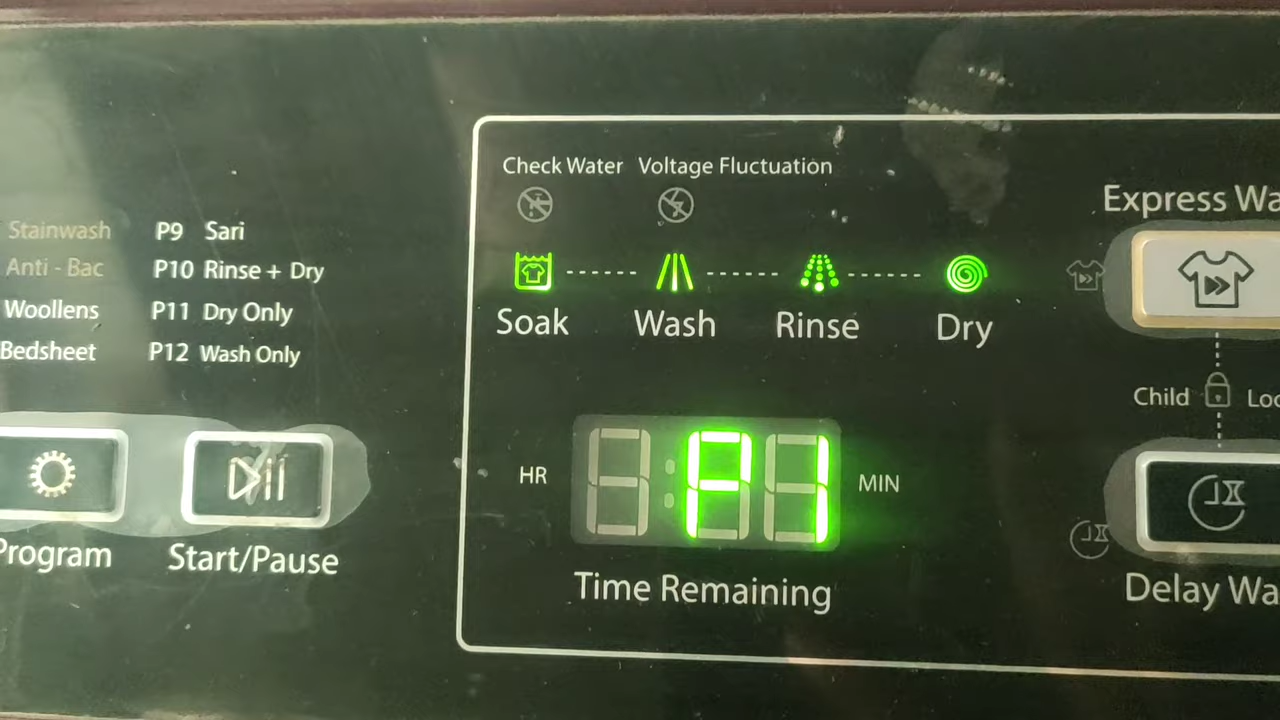 Check Water Voltage Fluctuation
Express Wa
Stainwash P9 Sari
Anti - Bac P10 Rinse + Dry
Woollens P11 Dry Only
Bedsheet P12 Wash Only
Soak Wash Rinse Dry
Child Loc
HR P1 MIN
Program Start/Pause
Time Remaining
Delay Wa